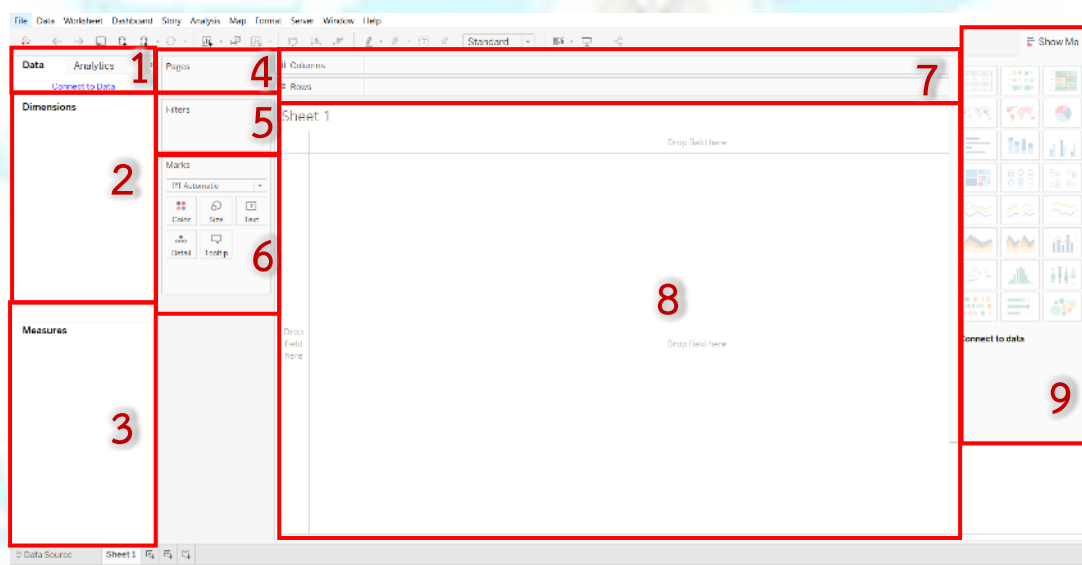 File Data Worksheet Dashboard Story Analysis Map Format Server Window Help
Standard
Show Me
Data Analytics
1
Connect to Data
Pages
4
Columns
Rows
7
Dimensions
2
Filters
5
Sheet 1
Drop field here
Marks
Automatic
Color Size Text
Detail Tooltip
6
8
Drop
field
here
Drop field here
Connect to data
9
Measures
3
Data Source Sheet 1